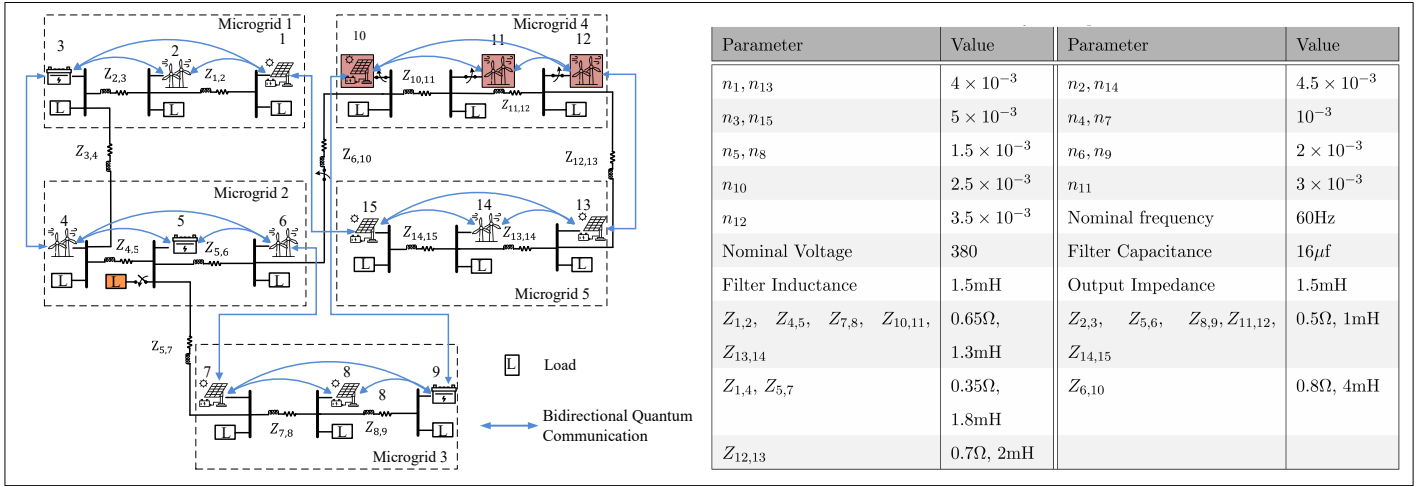 Microgrid 1
3
2
1
Z2,3
Z1,2
L
L
L
Microgrid 4
10
11
12
Z10,11
Z11,12
L
L
L
Z3,4
Z6,10
Z12,13
Microgrid 2
4
5
6
Z4,5
Z5,6
L
L
L
Microgrid 5
15
14
13
Z14,15
Z13,14
L
L
L
Z5,7
7
8
9
8
Z7,8
Z8,9
L
L
L
Microgrid 3
L Load
Bidirectional Quantum
Communication
Parameter Value Parameter Value
n1, n13 4 × 10−3 n2, n14 4.5 × 10−3
n3, n15 5 × 10−3 n4, n7 10−3
n5, n8 1.5 × 10−3 n6, n9 2 × 10−3
n10 2.5 × 10−3 n11 3 × 10−3
n12 3.5 × 10−3 Nominal frequency 60Hz
Nominal Voltage 380 Filter Capacitance 16μf
Filter Inductance 1.5mH Output Impedance 1.5mH
Z1,2, Z4,5, Z7,8, Z10,11, 0.65Ω, Z2,3, Z5,6, Z8,9, Z11,12, 0.5Ω, 1mH
Z13,14 1.3mH Z14,15
Z1,4, Z5,7 0.35Ω, Z6,10 0.8Ω, 4mH
1.8mH
Z12,13 0.7Ω, 2mH